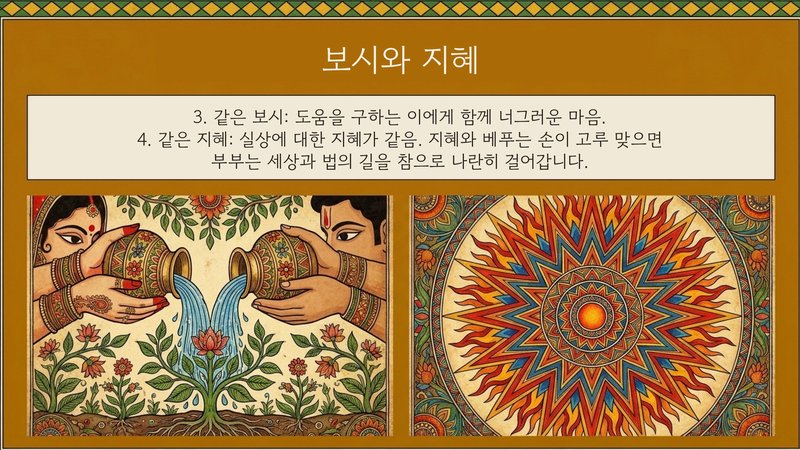 보시와 지혜
3. 같은 보시: 도움을 구하는 이에게 함께 너그러운 마음.
4. 같은 지혜: 실상에 대한 지혜가 같음. 지혜와 베푸는 손이 고루 맞으면
부부는 세상과 법의 길을 참으로 나란히 걸어갑니다.